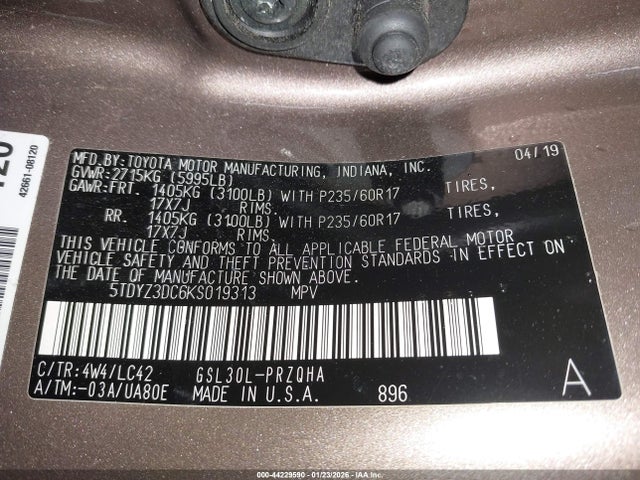 42661-08120
MFD.BY:TOYOTA MOTOR MANUFACTURING, INDIANA, INC. 04/19
GVWR:2715KG (5995LB)
GAWR:FRT. 1405KG (3100LB) WITH P235/60R17 TIRES,
17X7J RIMS.
RR. 1405KG (3100LB) WITH P235/60R17 TIRES,
17X7J RIMS.
THIS VEHICLE CONFORMS TO ALL APPLICABLE FEDERAL MOTOR
VEHICLE SAFETY AND THEFT PREVENTION STANDARDS IN EFFECT ON
THE DATE OF MANUFACTURE SHOWN ABOVE.
5TDYZ3DC6KS019313 MPV
C/TR:4W4/LC42 GSL30L-PRZQHA
A/TM:-03A/UA80E MADE IN U.S.A. 896 A
000-44229590 - 01/23/2026 - IAA Inc.